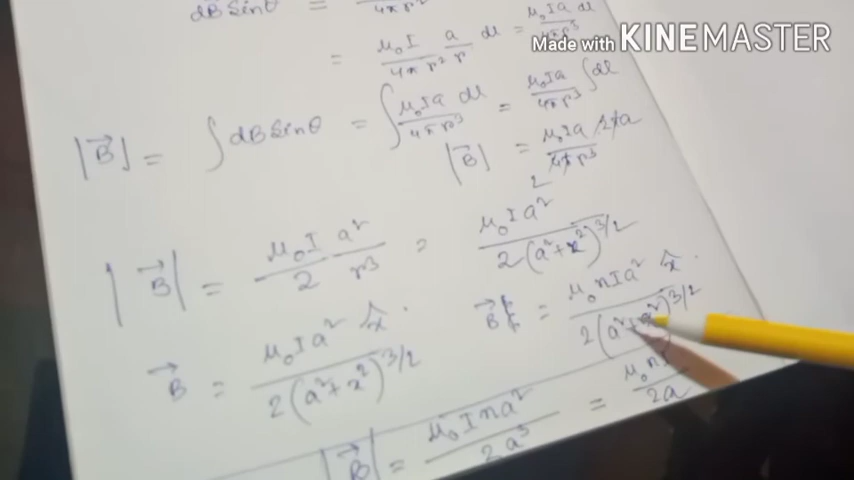 dB Sinθ = 4πr²
= μ₀I/4πr² a/r dl = μ₀Ia dl/4πr³
Made with KINEMASTER
|B⃗| = ∫dB Sinθ = ∫ μ₀Ia dl/4πr³ = μ₀Ia/4πr³ ∫dl
|B⃗| = μ₀Ia 2πa/4πr³
2
|B⃗| = μ₀I/2 a²/r³ = μ₀Ia²/2(a²+x²)^3/2
B⃗ = μ₀Ia² x̂/2(a²+x²)^3/2 . B⃗ = μ₀nIa² x̂/2(a²+x²)^3/2 .
|B⃗| = μ₀Ina²/2a³ = μ₀nI/2a